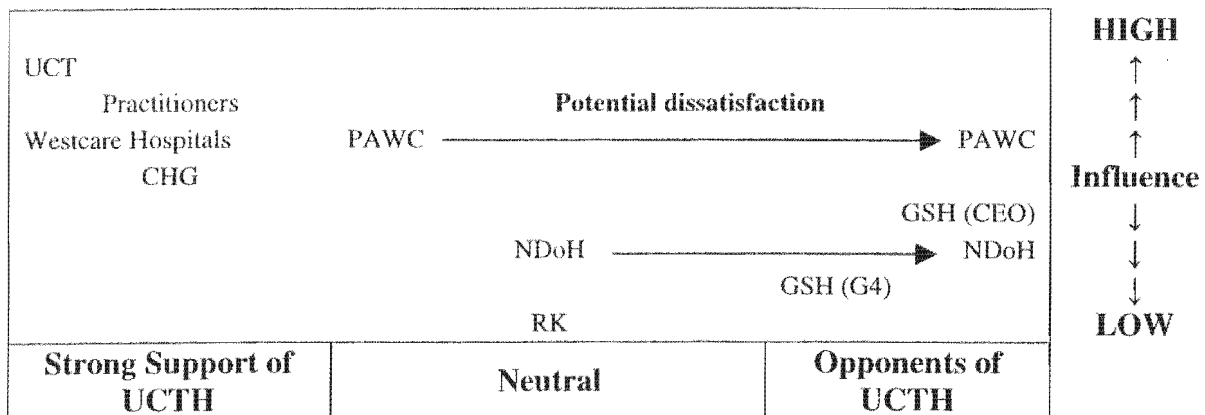 HIGH
UCT
Practitioners Potential dissatisfaction
Westcare Hospitals PAWC PAWC
CHG Influence
GSH (CEO)
NDoH NDoH
GSH (G4)
RK LOW
Strong Support of UCTH Neutral Opponents of UCTH